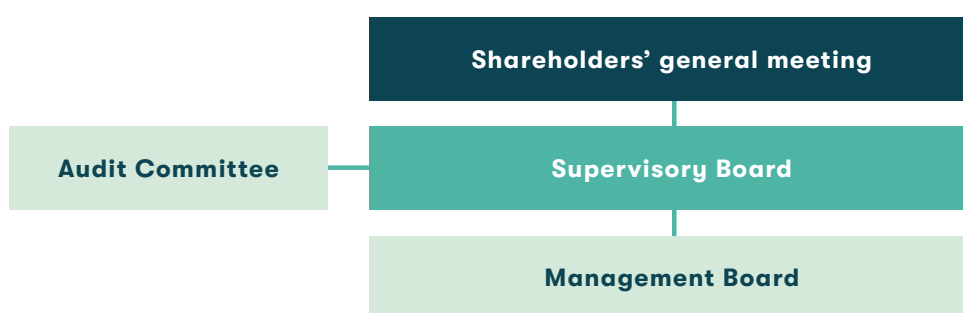 Shareholders’ general meeting
Audit Committee
Supervisory Board
Management Board